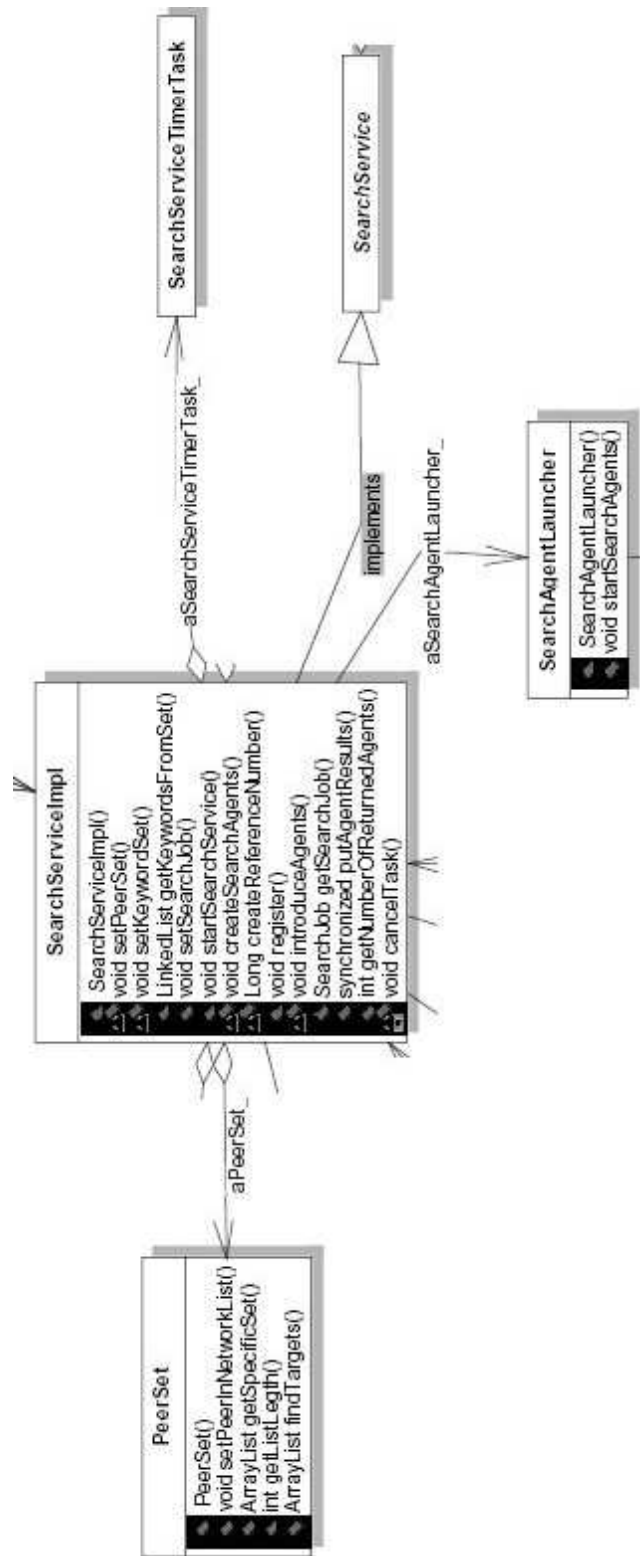 PeerSet
PeerSet()
void setPeerInNetworkList()
ArrayList getSpecificSet()
int getListLegth()
ArrayList findTargets()
aPeerSet_
SearchServiceImpl
SearchServiceImpl()
void setPeerSet()
void setKeywordSet()
LinkedList getKeywordsFromSet()
void setSearchJob()
void startSearchService()
void createSearchAgents()
Long createReferenceNumber()
void register()
void introduceAgents()
SearchJob getSearchJob()
synchronized putAgentResults()
int getNumberOfReturnedAgents()
void cancelTask()
aSearchServiceTimerTask_
SearchServiceTimerTask
implements
SearchService
aSearchAgentLauncher_
SearchAgentLauncher
SearchAgentLauncher()
void startSearchAgents()